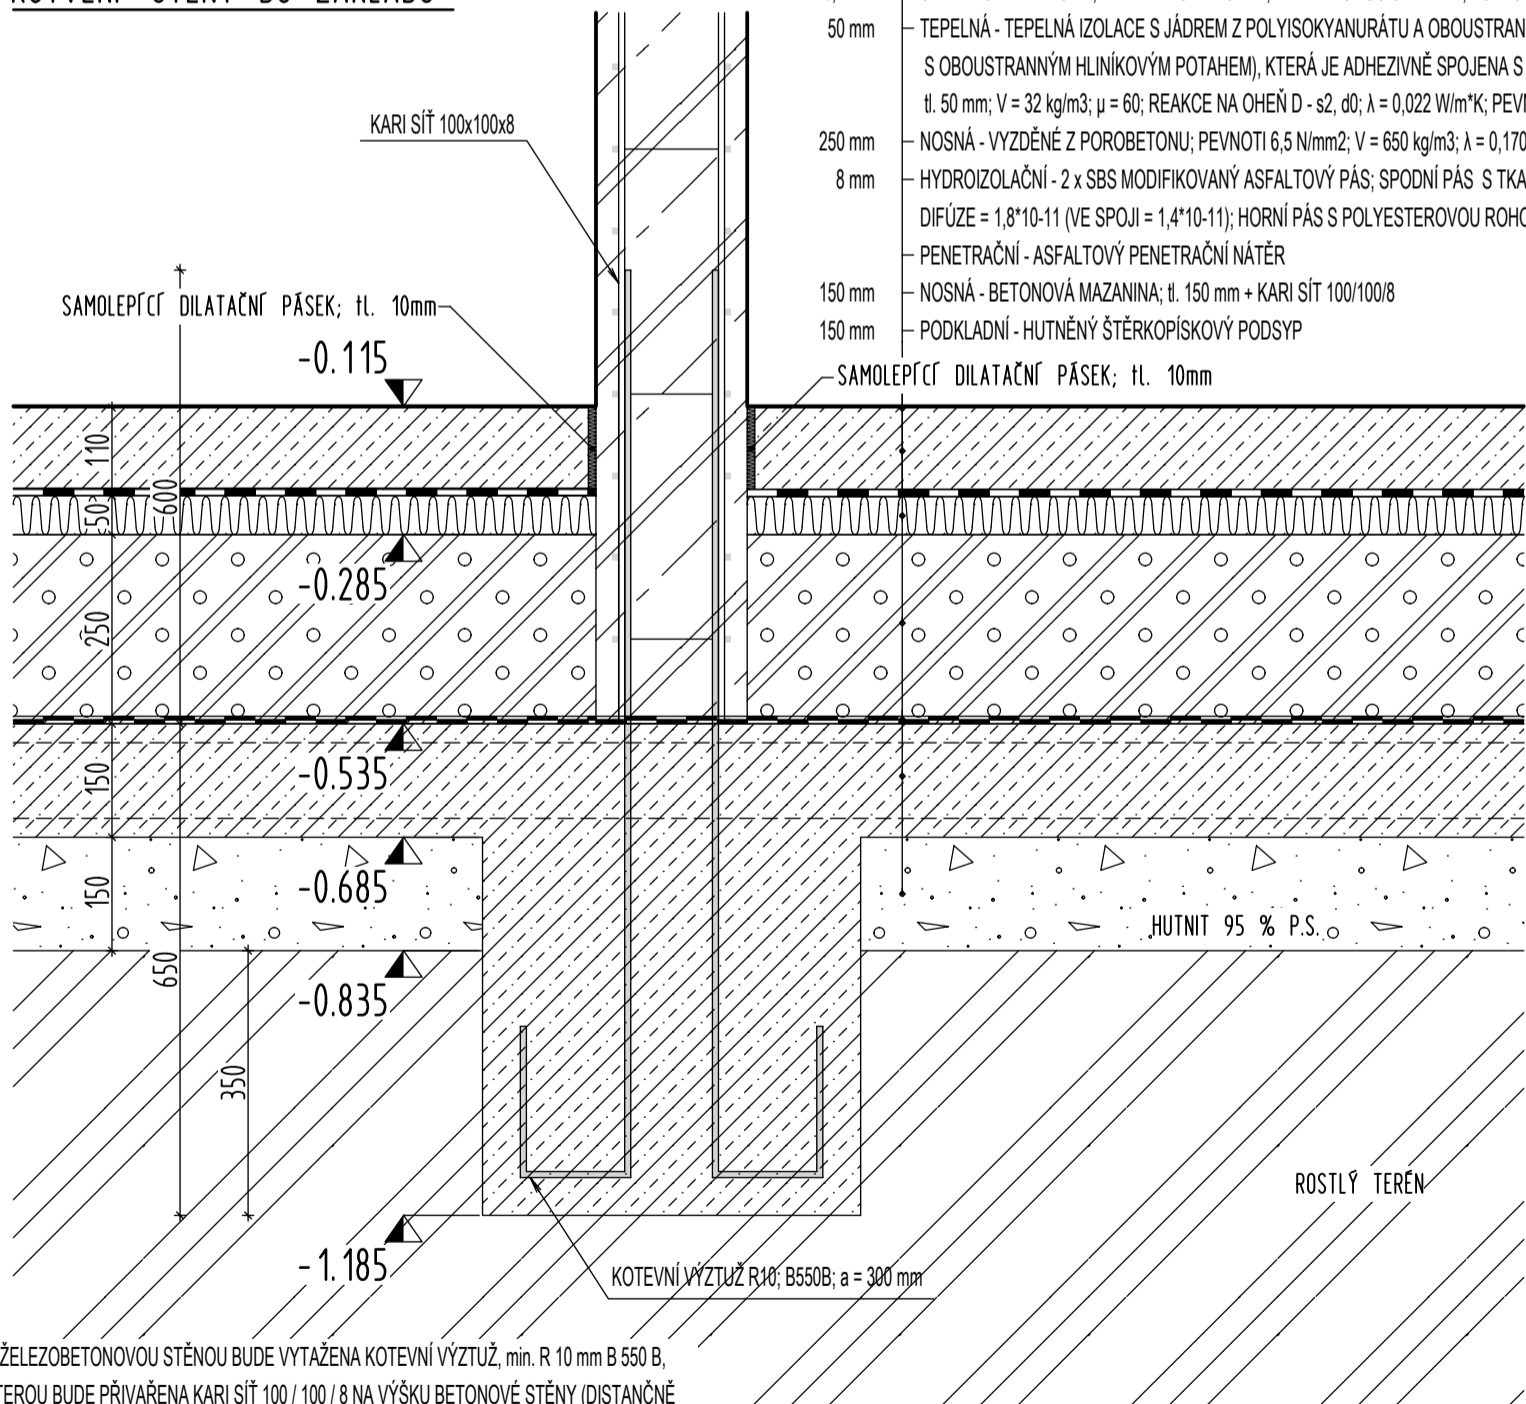 KOTVENÍ STĚNY DO ZÁKLADU
50 mm TEPELNÁ - TEPELNÁ IZOLACE S JÁDREM Z POLYISOKYANURÁTU A OBOUSTRAN
S OBOUSTRANNÝM HLINÍKOVÝM POTAHEM), KTERÁ JE ADHEZIVNĚ SPOJENA S
tl. 50 mm; V = 32 kg/m3; µ = 60; REAKCE NA OHEŇ D - s2, d0; λ = 0,022 W/m*K; PEVN
KARI SÍŤ 100x100x8
250 mm NOSNÁ - VYZDĚNÉ Z POROBETONU; PEVNOTI 6,5 N/mm2; V = 650 kg/m3; λ = 0,170
8 mm HYDROIZOLAČNÍ - 2 x SBS MODIFIKOVANÝ ASFALTOVÝ PÁS; SPODNÍ PÁS S TKA
DIFÚZE = 1,8*10-11 (VE SPOJI = 1,4*10-11); HORNÍ PÁS S POLYESTEROVOU ROHO
PENETRAČNÍ - ASFALTOVÝ PENETRAČNÍ NÁTĚR
150 mm NOSNÁ - BETONOVÁ MAZANINA; tl. 150 mm + KARI SÍT 100/100/8
150 mm PODKLADNÍ - HUTNĚNÝ ŠTĚRKOPÍSKOVÝ PODSYP
SAMOLEPÍCÍ DILATAČNÍ PÁSEK; tl. 10mm
-0.115
SAMOLEPÍCÍ DILATAČNÍ PÁSEK; tl. 10mm
110
600
50
-0.285
250
-0.535
150
-0.685
150
HUTNIT 95 % P.S.
650
-0.835
350
ROSTLÝ TERÉN
-1.185
KOTEVNÍ VÝZTUŽ R10; B550B; a = 300 mm
ŽELEZOBETONOVOU STĚNOU BUDE VYTAŽENA KOTEVNÍ VÝZTUŽ, min. R 10 mm B 550 B,
TEROU BUDE PŘIVAŘENA KARI SÍŤ 100 / 100 / 8 NA VÝŠKU BETONOVÉ STĚNY (DISTANČNĚ